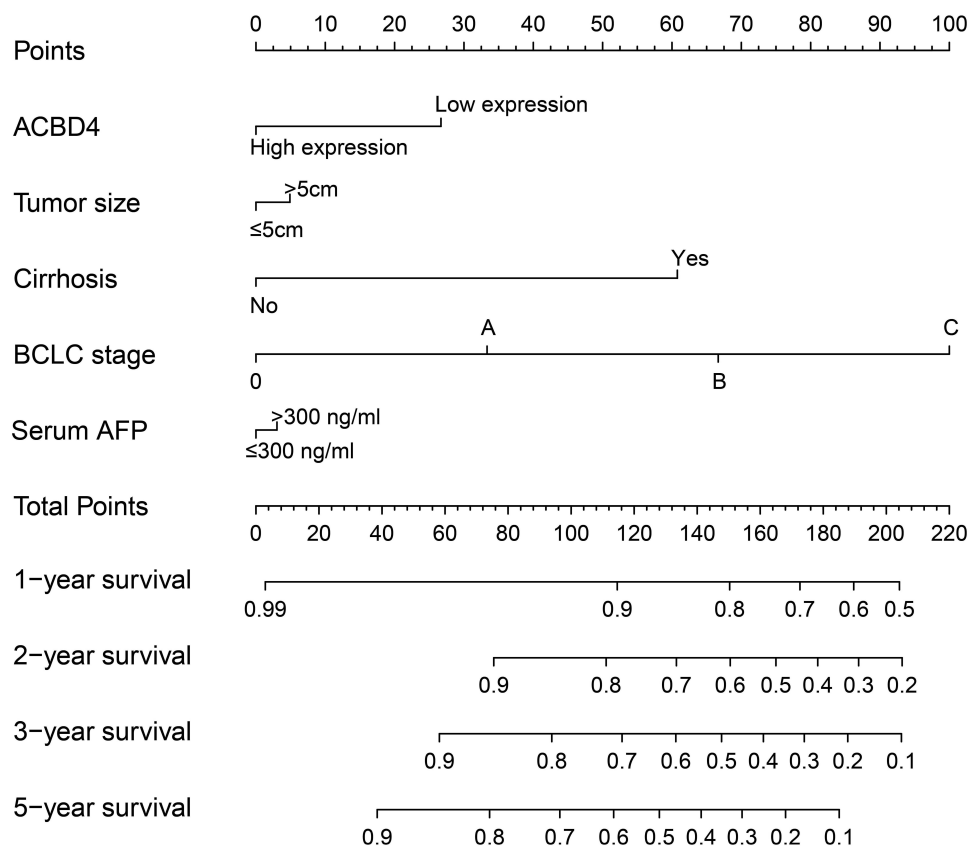 0 10 20 30 40 50 60 70 80 90 100
Points
Low expression
ACBD4
High expression
>5cm
Tumor size
≤5cm
Yes
Cirrhosis
No
A C
BCLC stage
0 B
>300 ng/ml
Serum AFP
≤300 ng/ml
Total Points
0 20 40 60 80 100 120 140 160 180 200 220
1−year survival
0.99 0.9 0.8 0.7 0.6 0.5
2−year survival
0.9 0.8 0.7 0.6 0.5 0.4 0.3 0.2
3−year survival
0.9 0.8 0.7 0.6 0.5 0.4 0.3 0.2 0.1
5−year survival
0.9 0.8 0.7 0.6 0.5 0.4 0.3 0.2 0.1